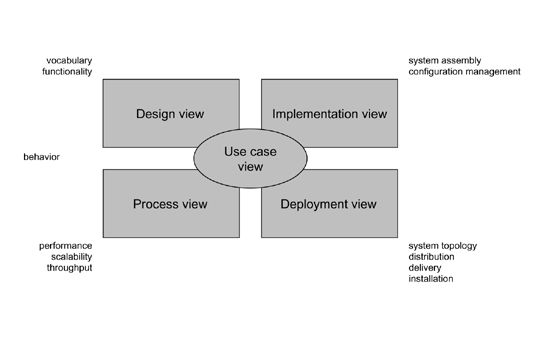 vocabulary
functionality
system assembly
configuration management
Design view
Implementation view
Use case
view
behavior
Process view
Deployment view
performance
scalability
throughput
system topology
distribution
delivery
installation